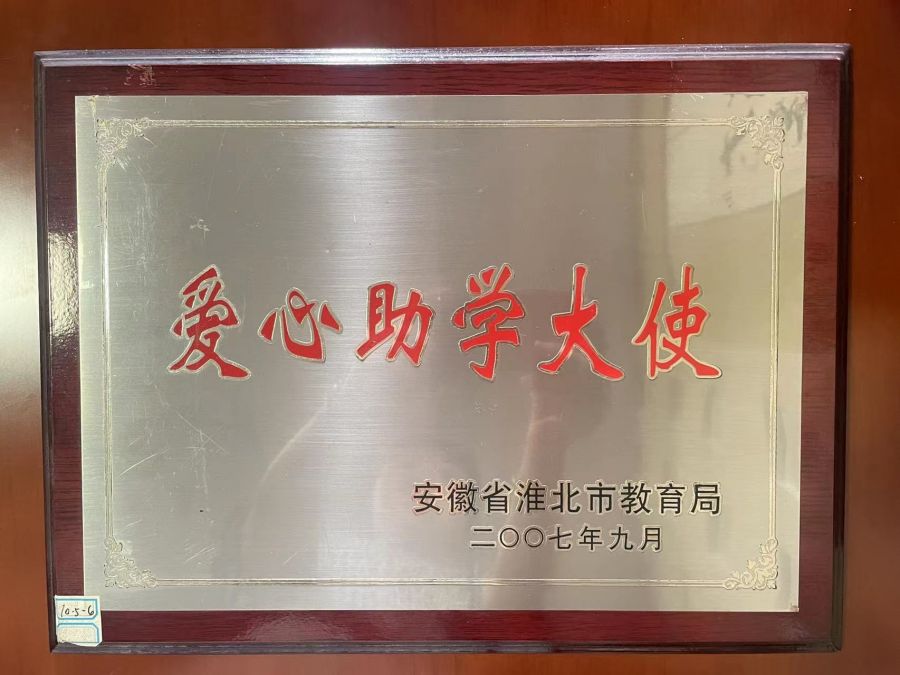 爱心助学大使
安徽省淮北市教育局
二〇〇七年九月
10-5-6